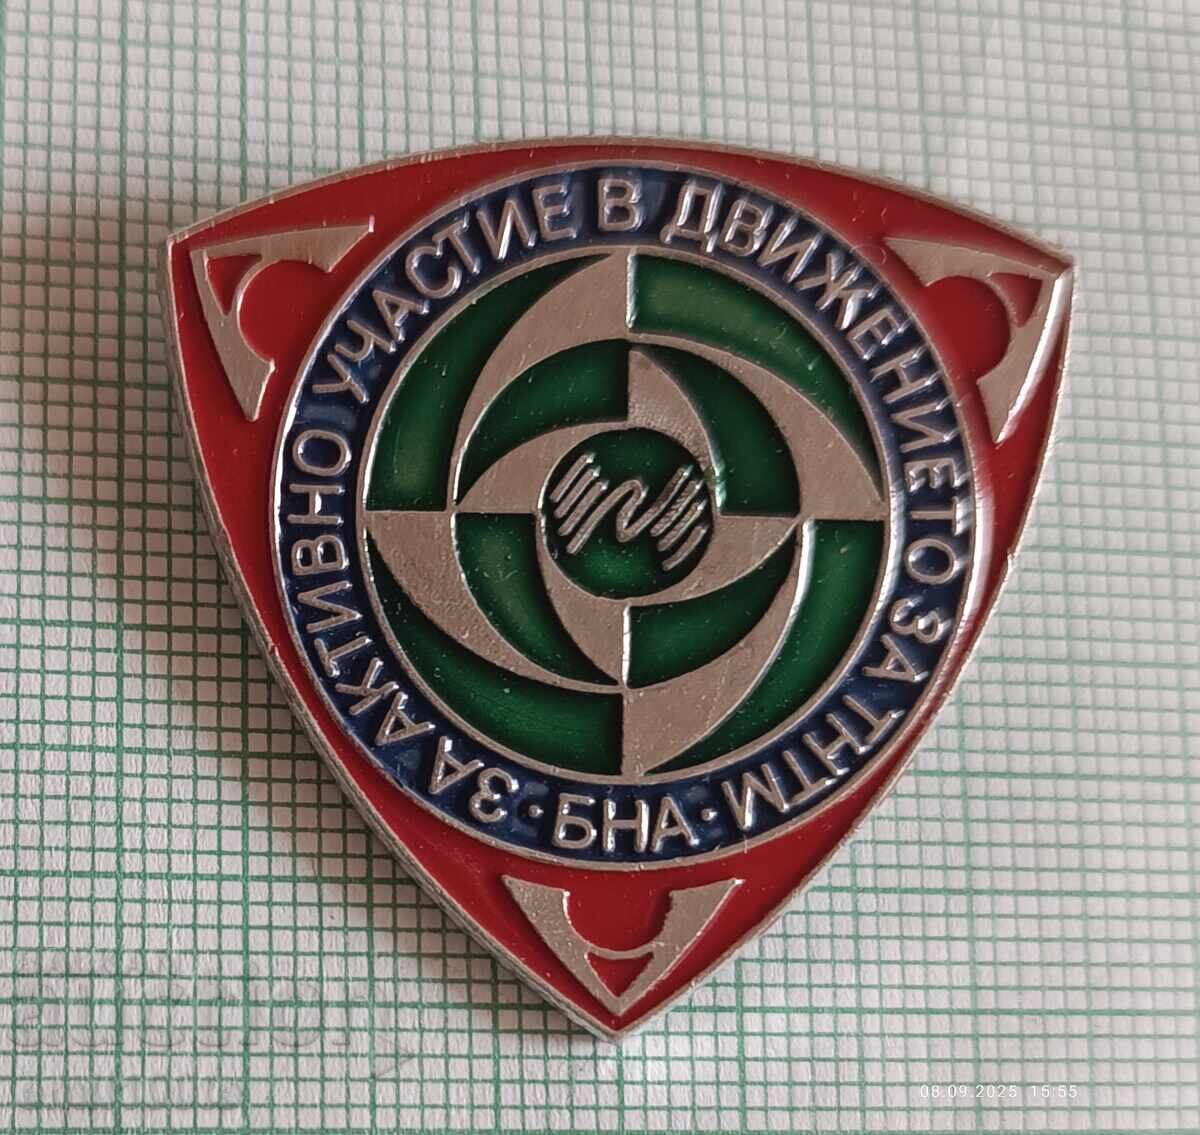 ЗА АКТИВНО УЧАСТИЕ В ДВИЖЕНИЕТО ЗА ТНТМ
· БНА ·
08.09.2025 15:55